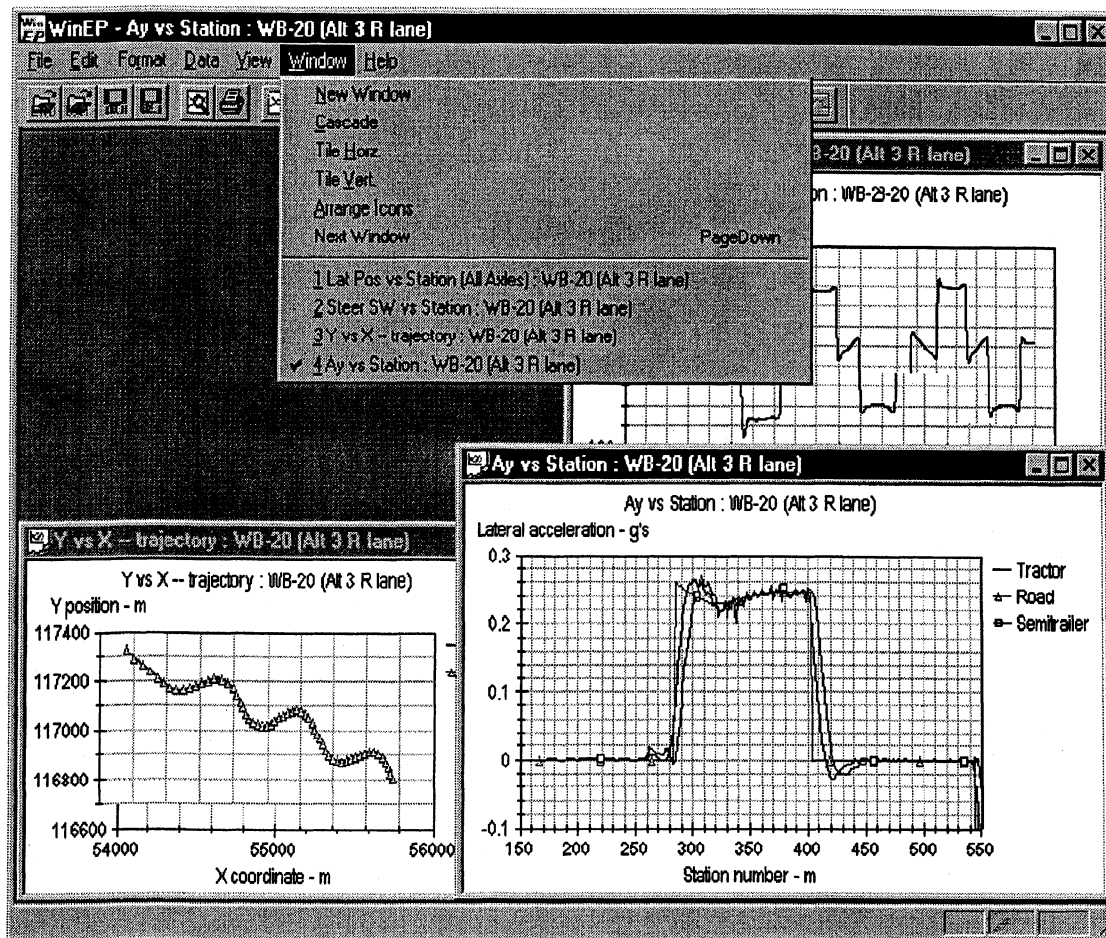 WinEP - Ay vs Station : WB-20 (Alt 3 R lane)
File Edit Format Data View Window Help
New Window
Cascade
Tile Horz.
Tile Vert.
Arrange Icons
Next Window PageDown
1 Lat Pos vs Station (All Axles) : WB-20 (Alt 3 R lane)
2 Steer SW vs Station : WB-20 (Alt 3 R lane)
3 Y vs X -- trajectory : WB-20 (Alt 3 R lane)
✓ 4 Ay vs Station : WB-20 (Alt 3 R lane)
3-20 (Alt 3 R lane)
on : WB-23-20 (Alt 3 R lane)
Ay vs Station : WB-20 (Alt 3 R lane)
Ay vs Station : WB-20 (Alt 3 R lane)
Lateral acceleration - g's
0.3
0.2
0.1
0
-0.1
150 200 250 300 350 400 450 500 550
Station number - m
Tractor
Road
Semitrailer
Y vs X -- trajectory : WB-20 (Alt 3 R lane)
Y vs X -- trajectory : WB-20 (Alt 3 R lane)
Y position - m
117400
117200
117000
116800
116600
54000 55000 56000
X coordinate - m